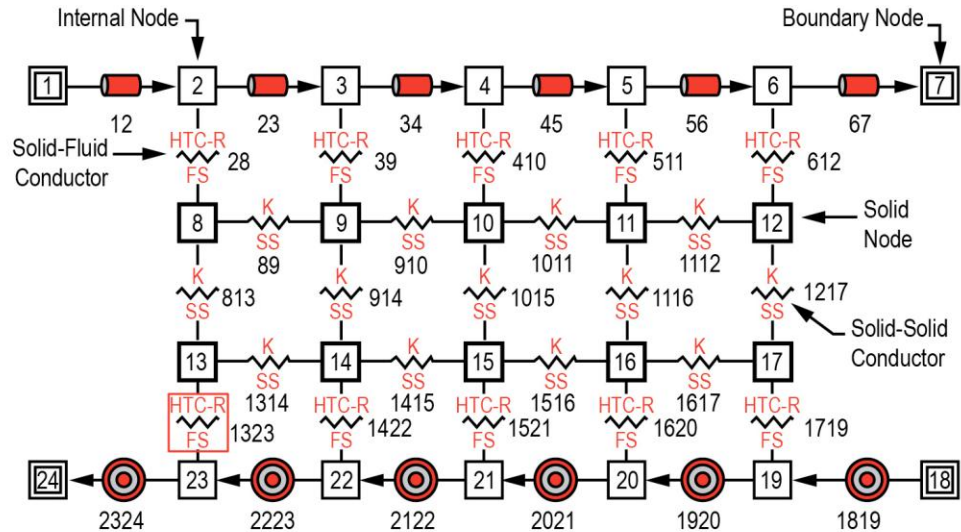 Internal Node
Boundary Node
1 2 3 4 5 6 7
12 23 34 45 56 67
Solid-Fluid
Conductor
HTC-R HTC-R HTC-R HTC-R HTC-R
28 39 410 511 612
FS FS FS FS FS
K K K K
8 9 10 11 12
SS SS SS SS
89 910 1011 1112
Solid
Node
K K K K K
813 914 1015 1116 1217
SS SS SS SS SS
Solid-Solid
Conductor
K K K K
13 14 15 16 17
SS SS SS SS
1314 1415 1516 1617
HTC-R HTC-R HTC-R HTC-R HTC-R
1323 1422 1521 1620 1719
FS FS FS FS FS
24 23 22 21 20 19 18
2324 2223 2122 2021 1920 1819